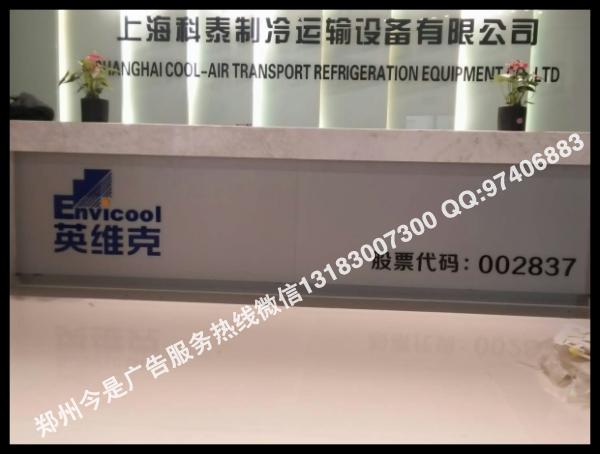 上海科泰制冷运输设备有限公司
SHANGHAI COOL-AIR TRANSPORT REFRIGERATION EQUIPMENT CO.,LTD
Envicool
英维克
股票代码：002837
郑州今是广告服务热线微信13183007300 QQ:97406883